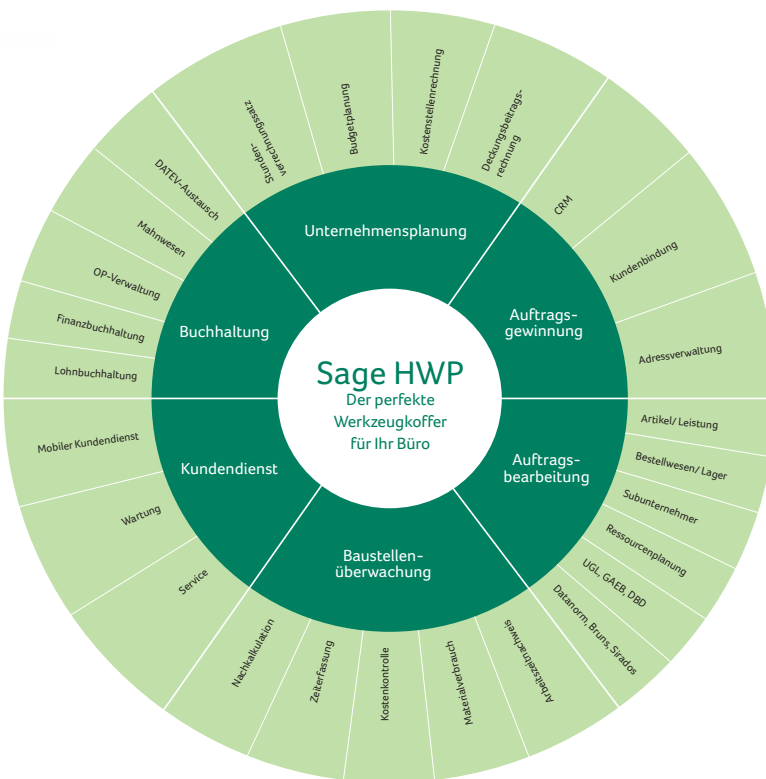 Sage HWP
Der perfekte
Werkzeugkoffer
für Ihr Büro
Unternehmensplanung
Stunden-
verrechnungssatz
Budgetplanung
Kostenstellenrechnung
Deckungsbeitrags-
rechnung
Auftrags-
gewinnung
CRM
Kundenbindung
Adressverwaltung
Auftrags-
bearbeitung
Artikel/ Leistung
Bestellwesen/ Lager
Subunternehmer
Ressourcenplanung
UGL, GAEB, DBD
Datanorm, Bruns, Sirados
Baustellen-
überwachung
Arbeitszeitnachweis
Materialverbrauch
Kostenkontrolle
Zeiterfassung
Nachkalkulation
Kundendienst
Service
Wartung
Mobiler Kundendienst
Buchhaltung
Lohnbuchhaltung
Finanzbuchhaltung
OP-Verwaltung
Mahnwesen
DATEV-Austausch